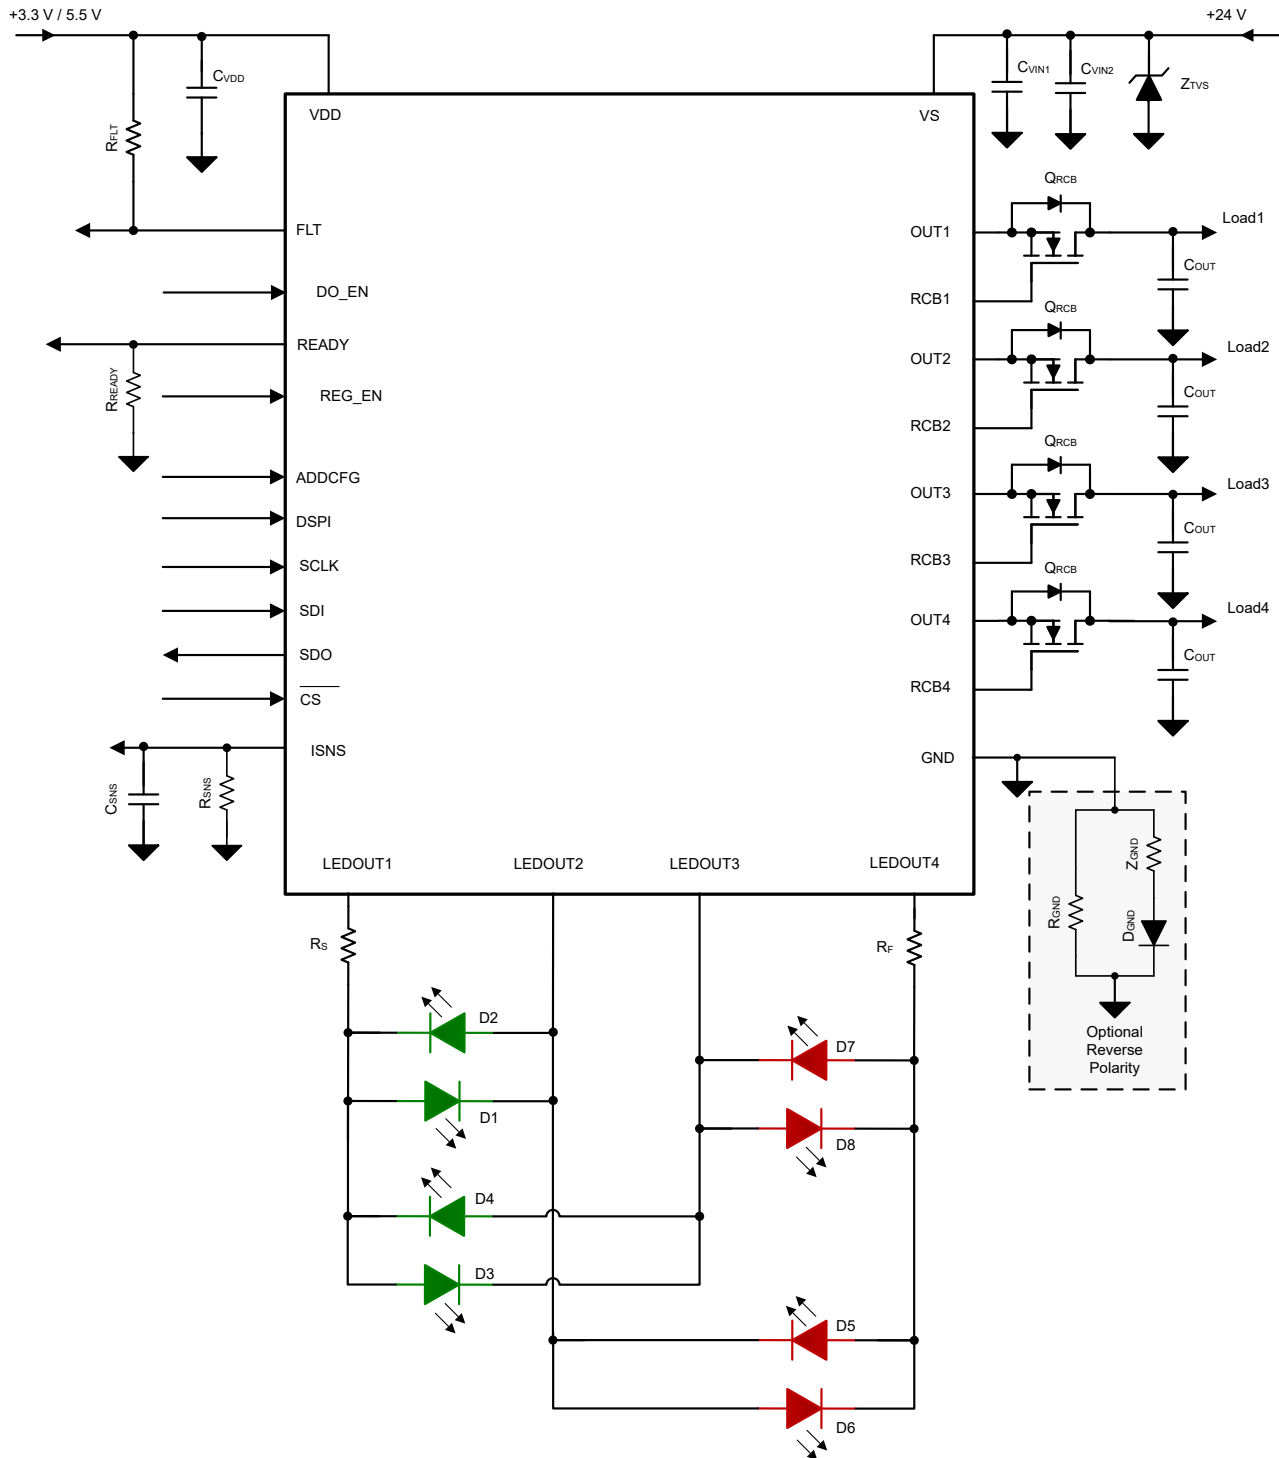 +3.3 V / 5.5 V
+24 V
CVDD
RFLT
CVIN1
CVIN2
ZTVS
VDD
VS
FLT
DO_EN
READY
RREADY
REG_EN
ADDCFG
DSPI
SCLK
SDI
SDO
CS
ISNS
CSNS
RSNS
QRCB
OUT1
Load1
COUT
RCB1
QRCB
OUT2
Load2
COUT
RCB2
QRCB
OUT3
Load3
COUT
RCB3
QRCB
OUT4
Load4
COUT
RCB4
GND
LEDOUT1
LEDOUT2
LEDOUT3
LEDOUT4
RS
RF
RGND
ZGND
DGND
Optional
Reverse
Polarity
D2
D1
D4
D3
D7
D8
D5
D6